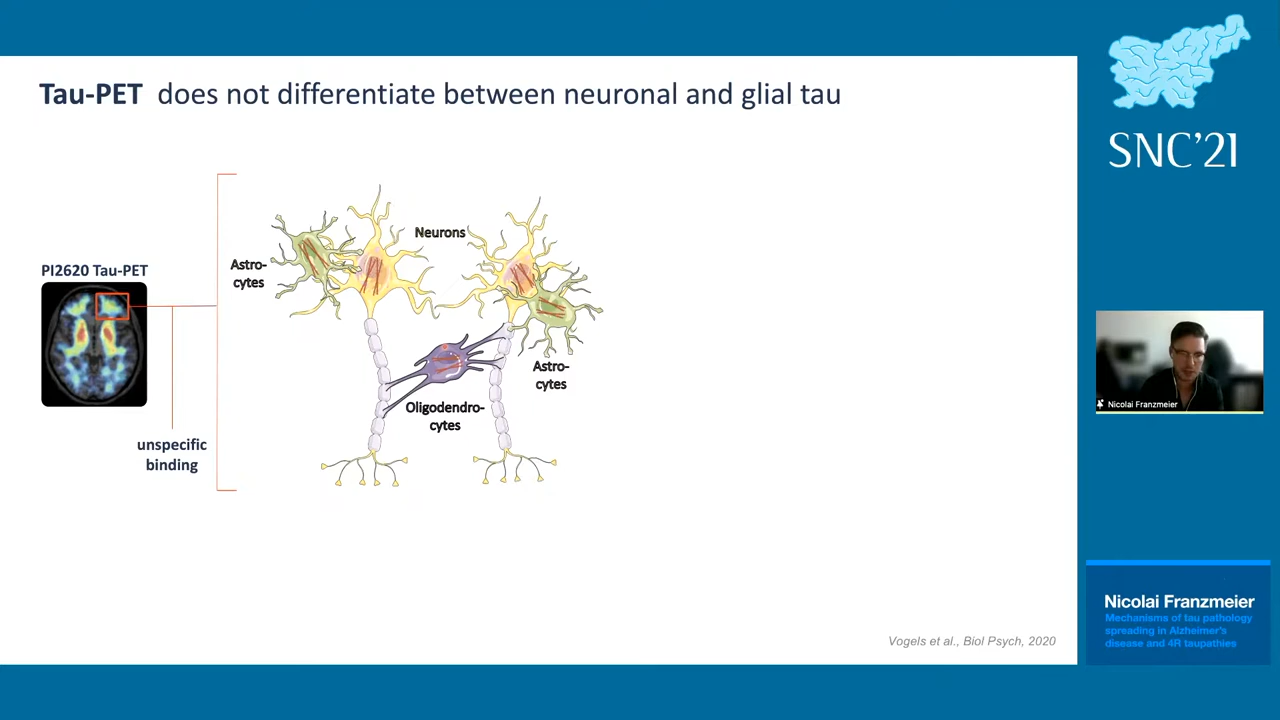 Tau-PET does not differentiate between neuronal and glial tau
SNC'21
Neurons
Astro-
cytes
PI2620 Tau-PET
Astro-
cytes
Oligodendro-
cytes
unspecific
binding
Nicolai Franzmeier
Nicolai Franzmeier
Mechanisms of tau pathology
spreading in Alzheimer's
disease and 4R taupathies
Vogels et al., Biol Psych, 2020